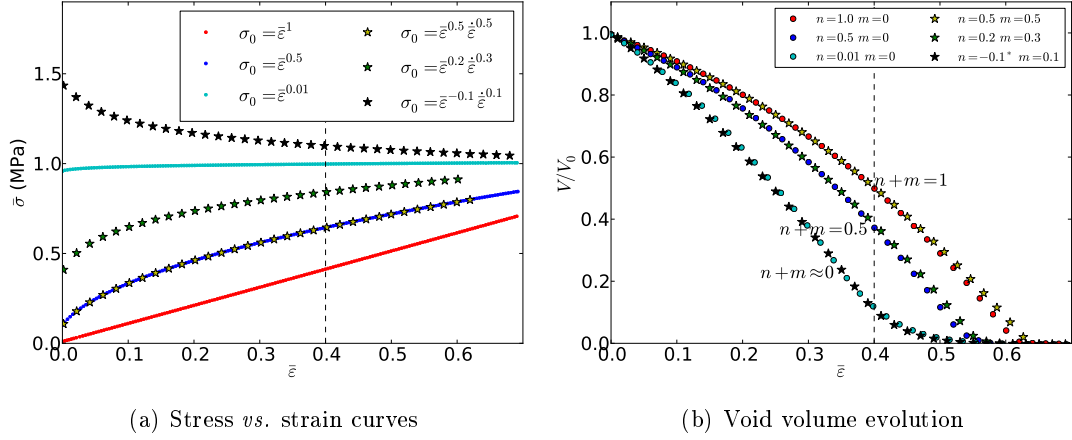 σ₀ = ε̄¹
σ₀ = ε̄^0.5
σ₀ = ε̄^0.01
σ₀ = ε̄^0.5 ε̄̇^0.5
σ₀ = ε̄^0.2 ε̄̇^0.3
σ₀ = ε̄^−0.1 ε̄̇^0.1
1.5
1.0
0.5
0.0
σ̄ (MPa)
0.0 0.1 0.2 0.3 0.4 0.5 0.6
ε̄
(a) Stress vs. strain curves
n=1.0 m=0
n=0.5 m=0
n=0.01 m=0
n=0.5 m=0.5
n=0.2 m=0.3
n=−0.1* m=0.1
1.0
0.8
0.6
0.4
0.2
0.0
V/V₀
n+m=1
n+m=0.5
n+m≈0
0.0 0.1 0.2 0.3 0.4 0.5 0.6
ε̄
(b) Void volume evolution